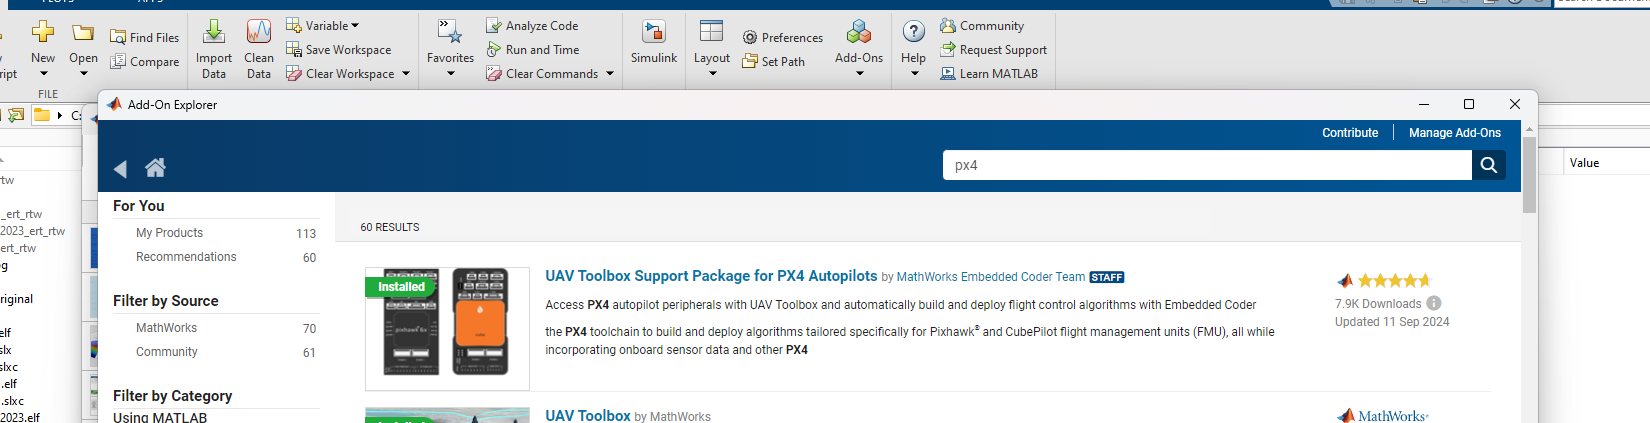 PLOTS APPS
New
Open
Find Files
Compare
FILE
Import Data
Clean Data
Variable
Save Workspace
Clear Workspace
Favorites
Analyze Code
Run and Time
Clear Commands
Simulink
Layout
Preferences
Set Path
Add-Ons
Help
Community
Request Support
Learn MATLAB
Add-On Explorer
Contribute
Manage Add-Ons
px4
Value
_ert_rtw
2023_ert_rtw
ert_rtw
For You
My Products 113
Recommendations 60
Filter by Source
MathWorks 70
Community 61
Filter by Category
Using MATLAB
60 RESULTS
Installed
UAV Toolbox Support Package for PX4 Autopilots by MathWorks Embedded Coder Team STAFF
Access PX4 autopilot peripherals with UAV Toolbox and automatically build and deploy flight control algorithms with Embedded Coder
the PX4 toolchain to build and deploy algorithms tailored specifically for Pixhawk® and CubePilot flight management units (FMU), all while
incorporating onboard sensor data and other PX4
7.9K Downloads
Updated 11 Sep 2024
UAV Toolbox by MathWorks
MathWorks®
riginal
elf
slx
slxc
.elf
.slxc
2023.elf